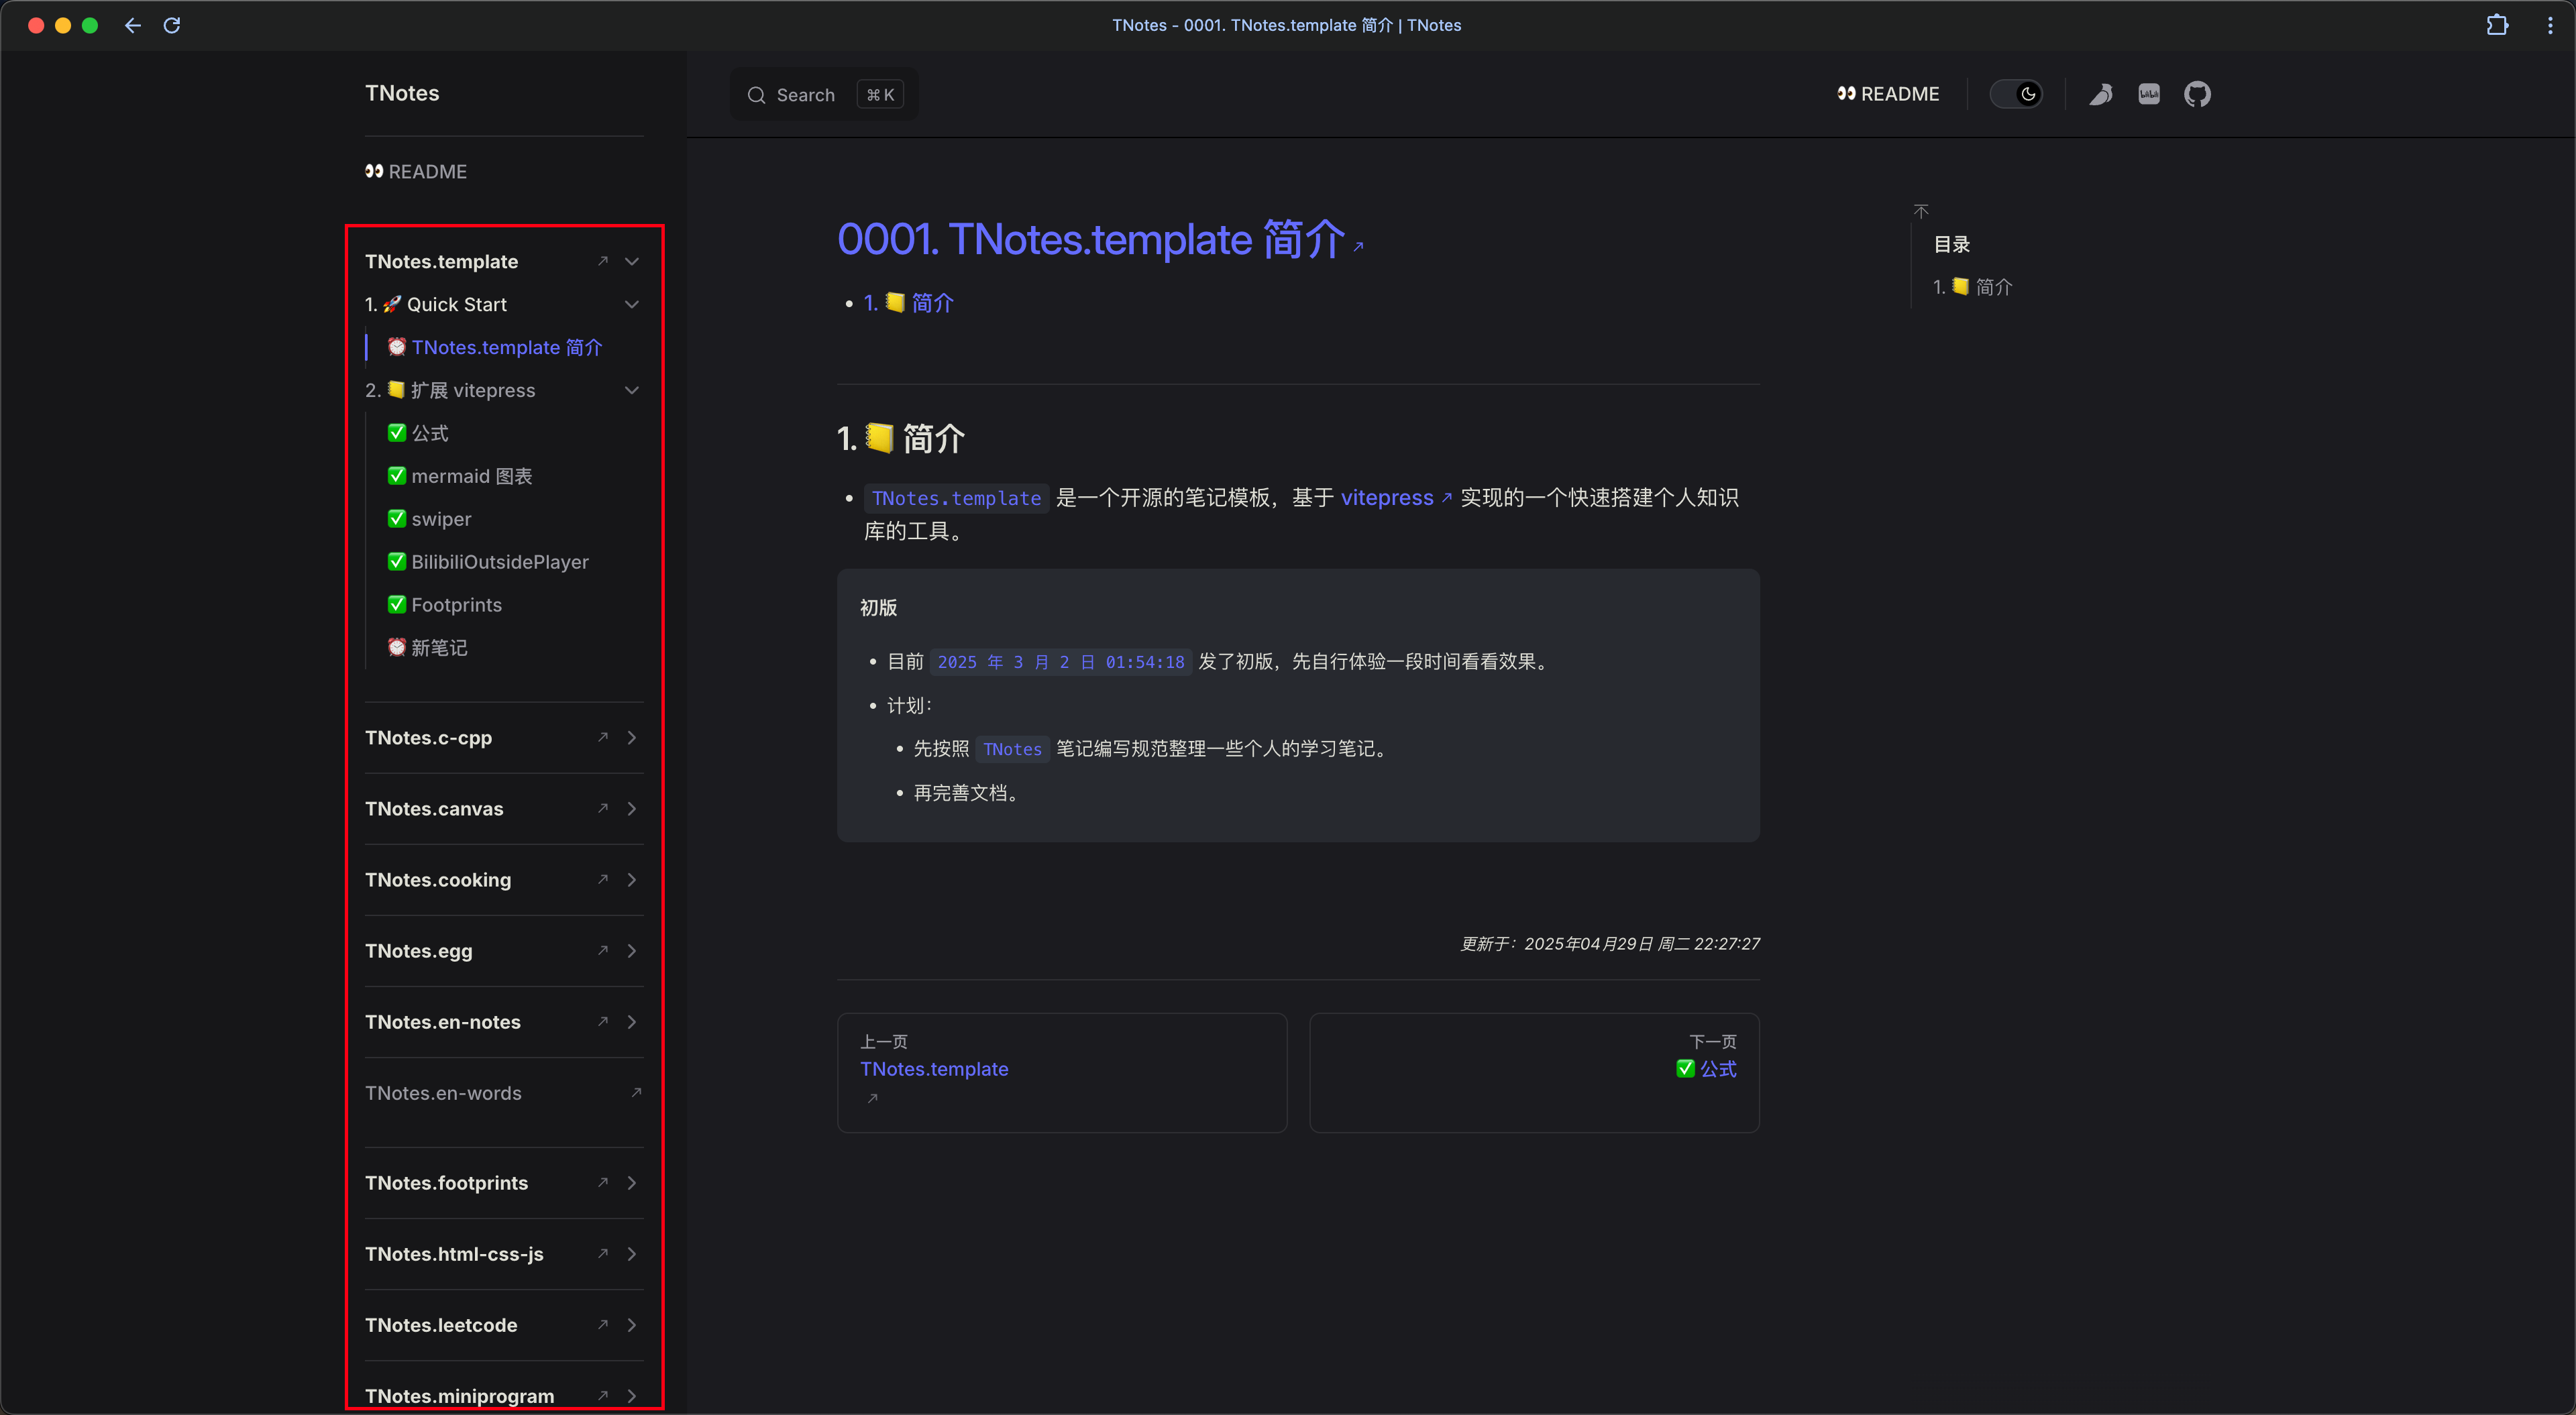 TNotes - 0001. TNotes.template 简介 | TNotes
TNotes
Search ⌘ K
👀 README
👀 README
TNotes.template
1. 🚀 Quick Start
⏰ TNotes.template 简介
2. 📒 扩展 vitepress
✅ 公式
✅ mermaid 图表
✅ swiper
✅ BilibiliOutsidePlayer
✅ Footprints
⏰ 新笔记
TNotes.c-cpp
TNotes.canvas
TNotes.cooking
TNotes.egg
TNotes.en-notes
TNotes.en-words
TNotes.footprints
TNotes.html-css-js
TNotes.leetcode
TNotes.miniprogram
0001. TNotes.template 简介
1. 📒 简介
1. 📒 简介
TNotes.template 是一个开源的笔记模板，基于 vitepress 实现的一个快速搭建个人知识
库的工具。
初版
目前 2025 年 3 月 2 日 01:54:18 发了初版，先自行体验一段时间看看效果。
计划：
先按照 TNotes 笔记编写规范整理一些个人的学习笔记。
再完善文档。
更新于：2025年04月29日 周二 22:27:27
上一页
TNotes.template
下一页
✅ 公式
目录
1. 📒 简介